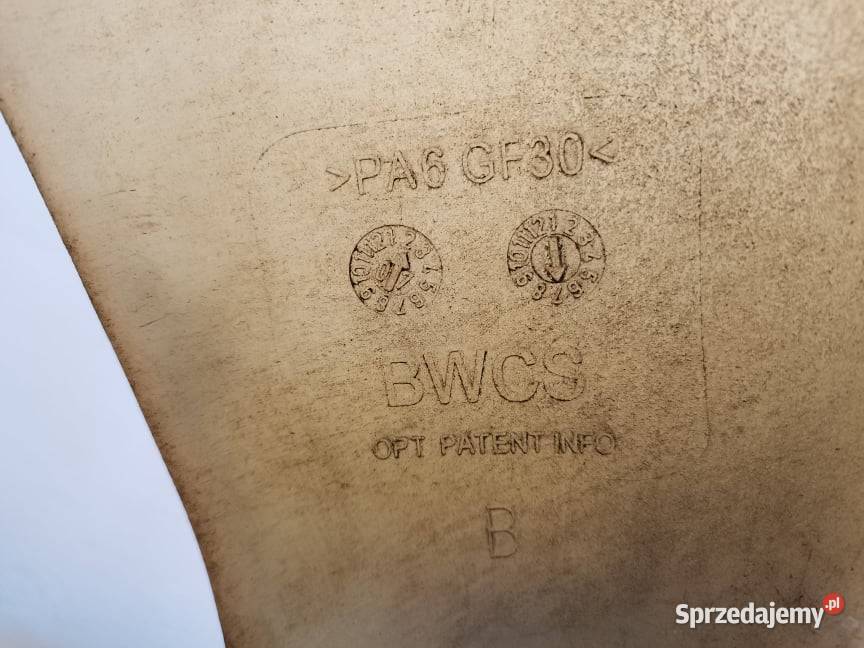 >PA6 GF30<
BWCS
OPT PATENT INFO
B
Sprzedajemy.pl